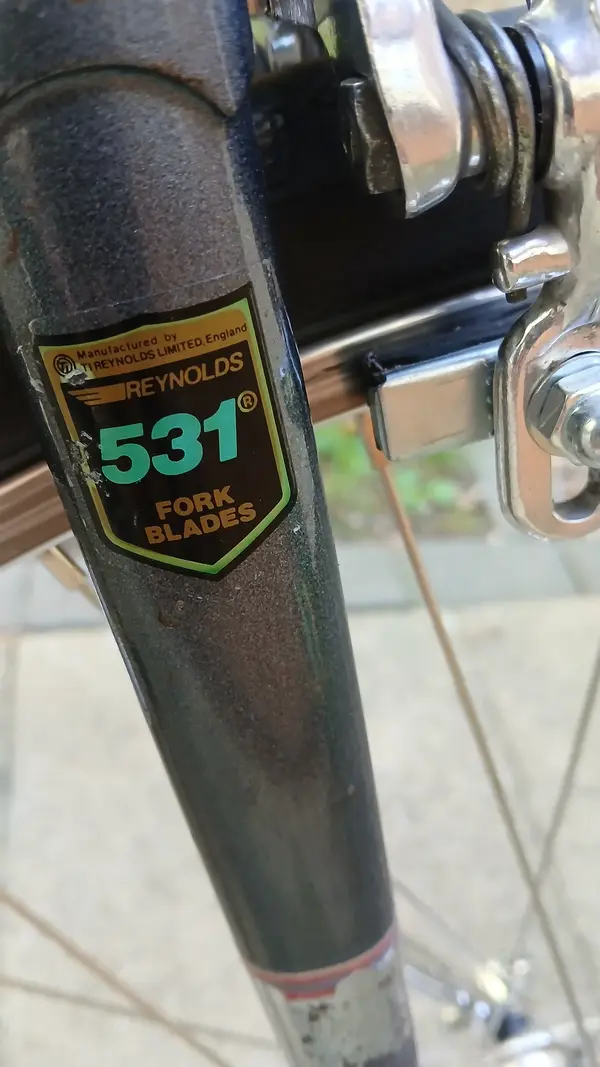 Manufactured by
TI REYNOLDS LIMITED. England
REYNOLDS
531®
FORK
BLADES